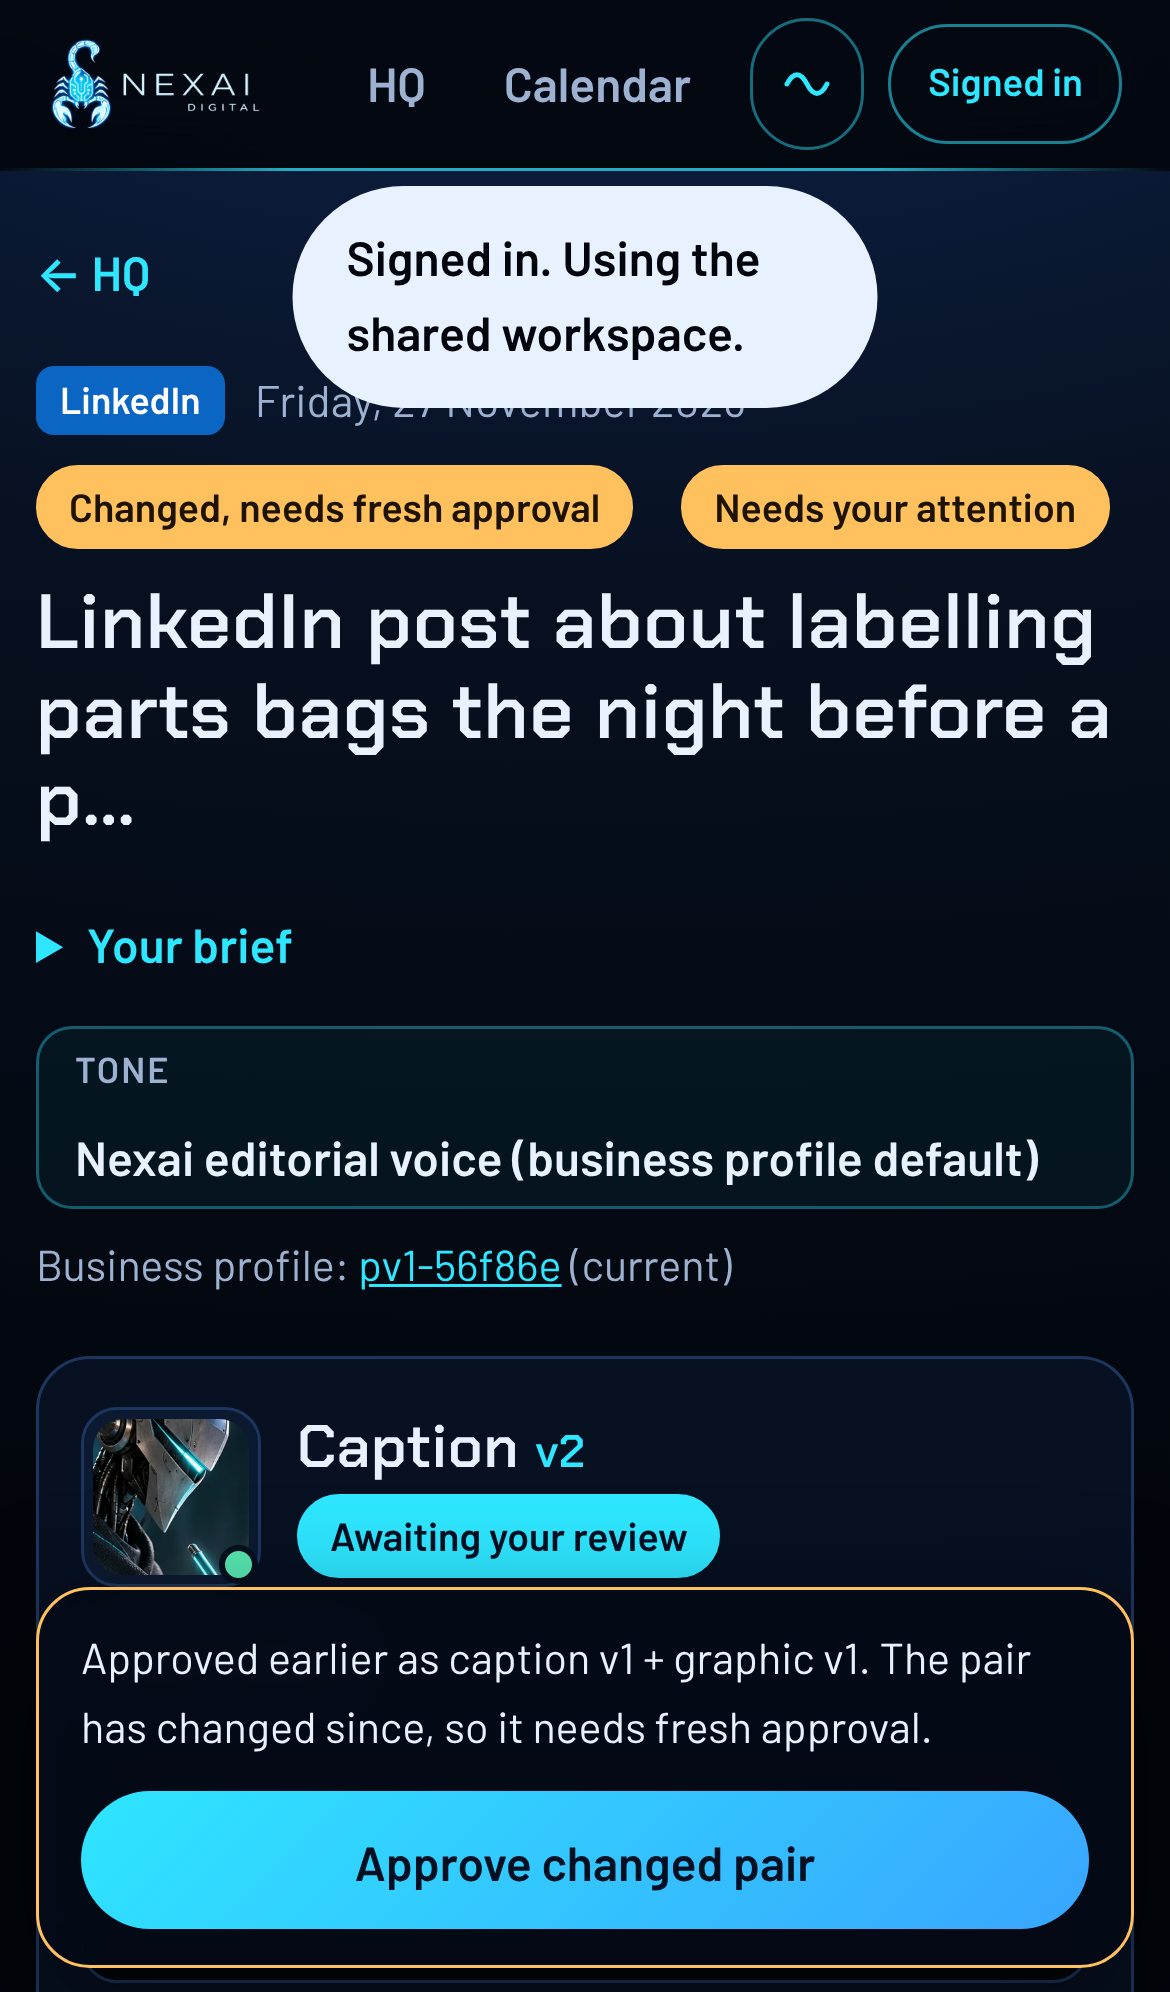 NEXAI
DIGITAL
HQ
Calendar
Signed in
Signed in. Using the
shared workspace.
← HQ
LinkedIn
Friday, 27 November
Changed, needs fresh approval
Needs your attention
LinkedIn post about labelling
parts bags the night before a
p...
Your brief
TONE
Nexai editorial voice (business profile default)
Business profile: pv1-56f86e (current)
Caption v2
Awaiting your review
Approved earlier as caption v1 + graphic v1. The pair
has changed since, so it needs fresh approval.
Approve changed pair